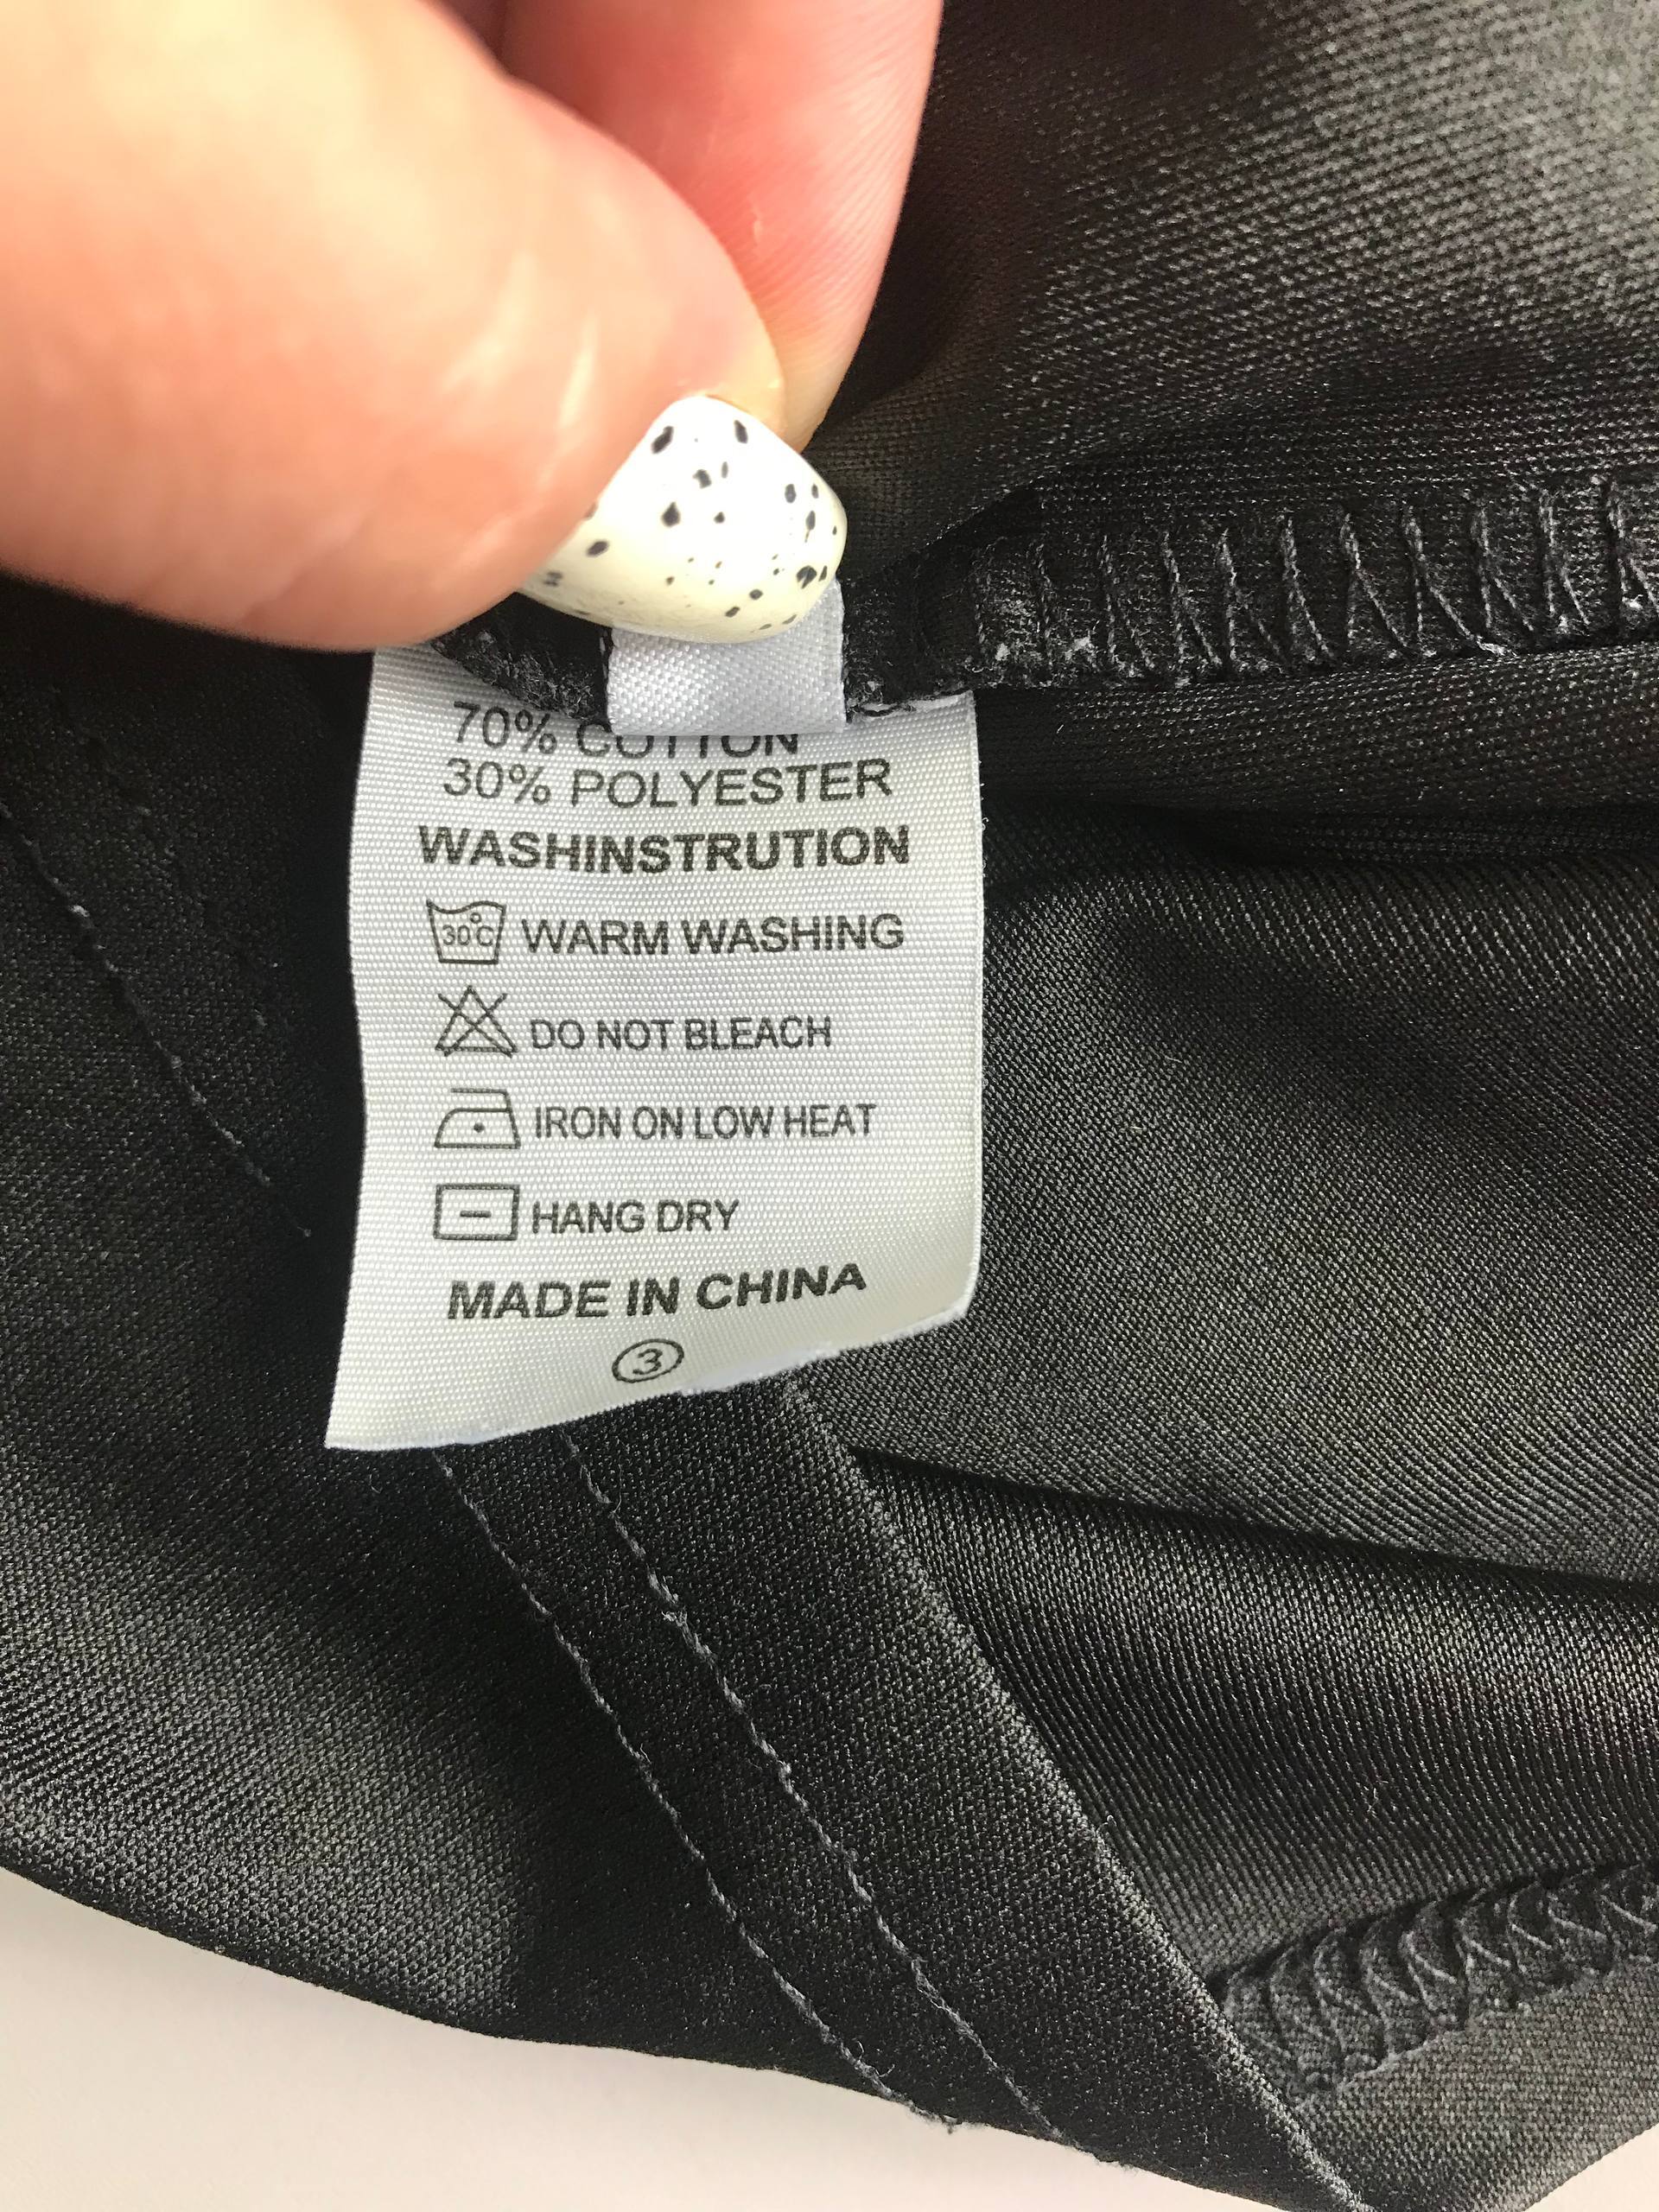 70% COTTON
30% POLYESTER
WASHINSTRUTION
30°C WARM WASHING
DO NOT BLEACH
IRON ON LOW HEAT
HANG DRY
MADE IN CHINA
3